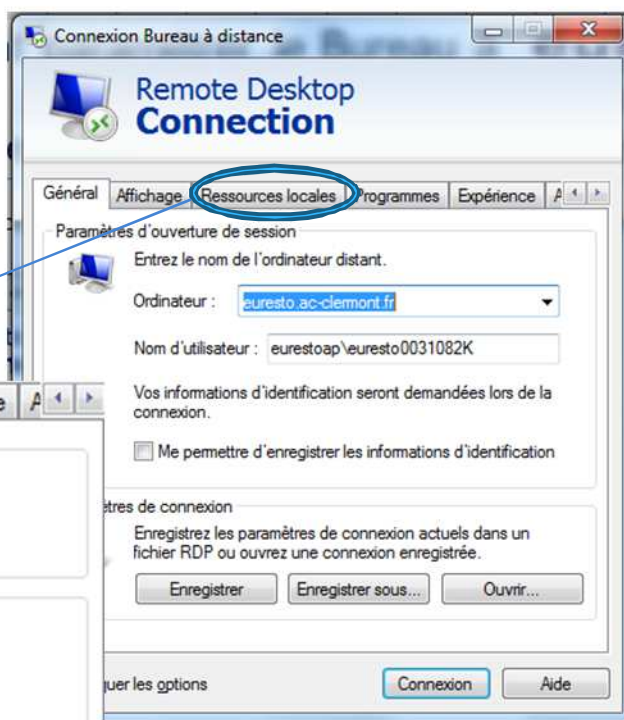 Connexion Bureau à distance
Remote Desktop
Connection
Général Affichage Ressources locales Programmes Expérience
Paramètres d'ouverture de session
Entrez le nom de l'ordinateur distant.
Ordinateur : euresto.ac-clermont.fr
Nom d'utilisateur : eurestoap\euresto0031082K
Vos informations d'identification seront demandées lors de la
connexion.
Me permettre d'enregistrer les informations d'identification
de connexion
Enregistrez les paramètres de connexion actuels dans un
fichier RDP ou ouvrez une connexion enregistrée.
Enregistrer Enregistrer sous... Ouvrir...
les options Connexion Aide